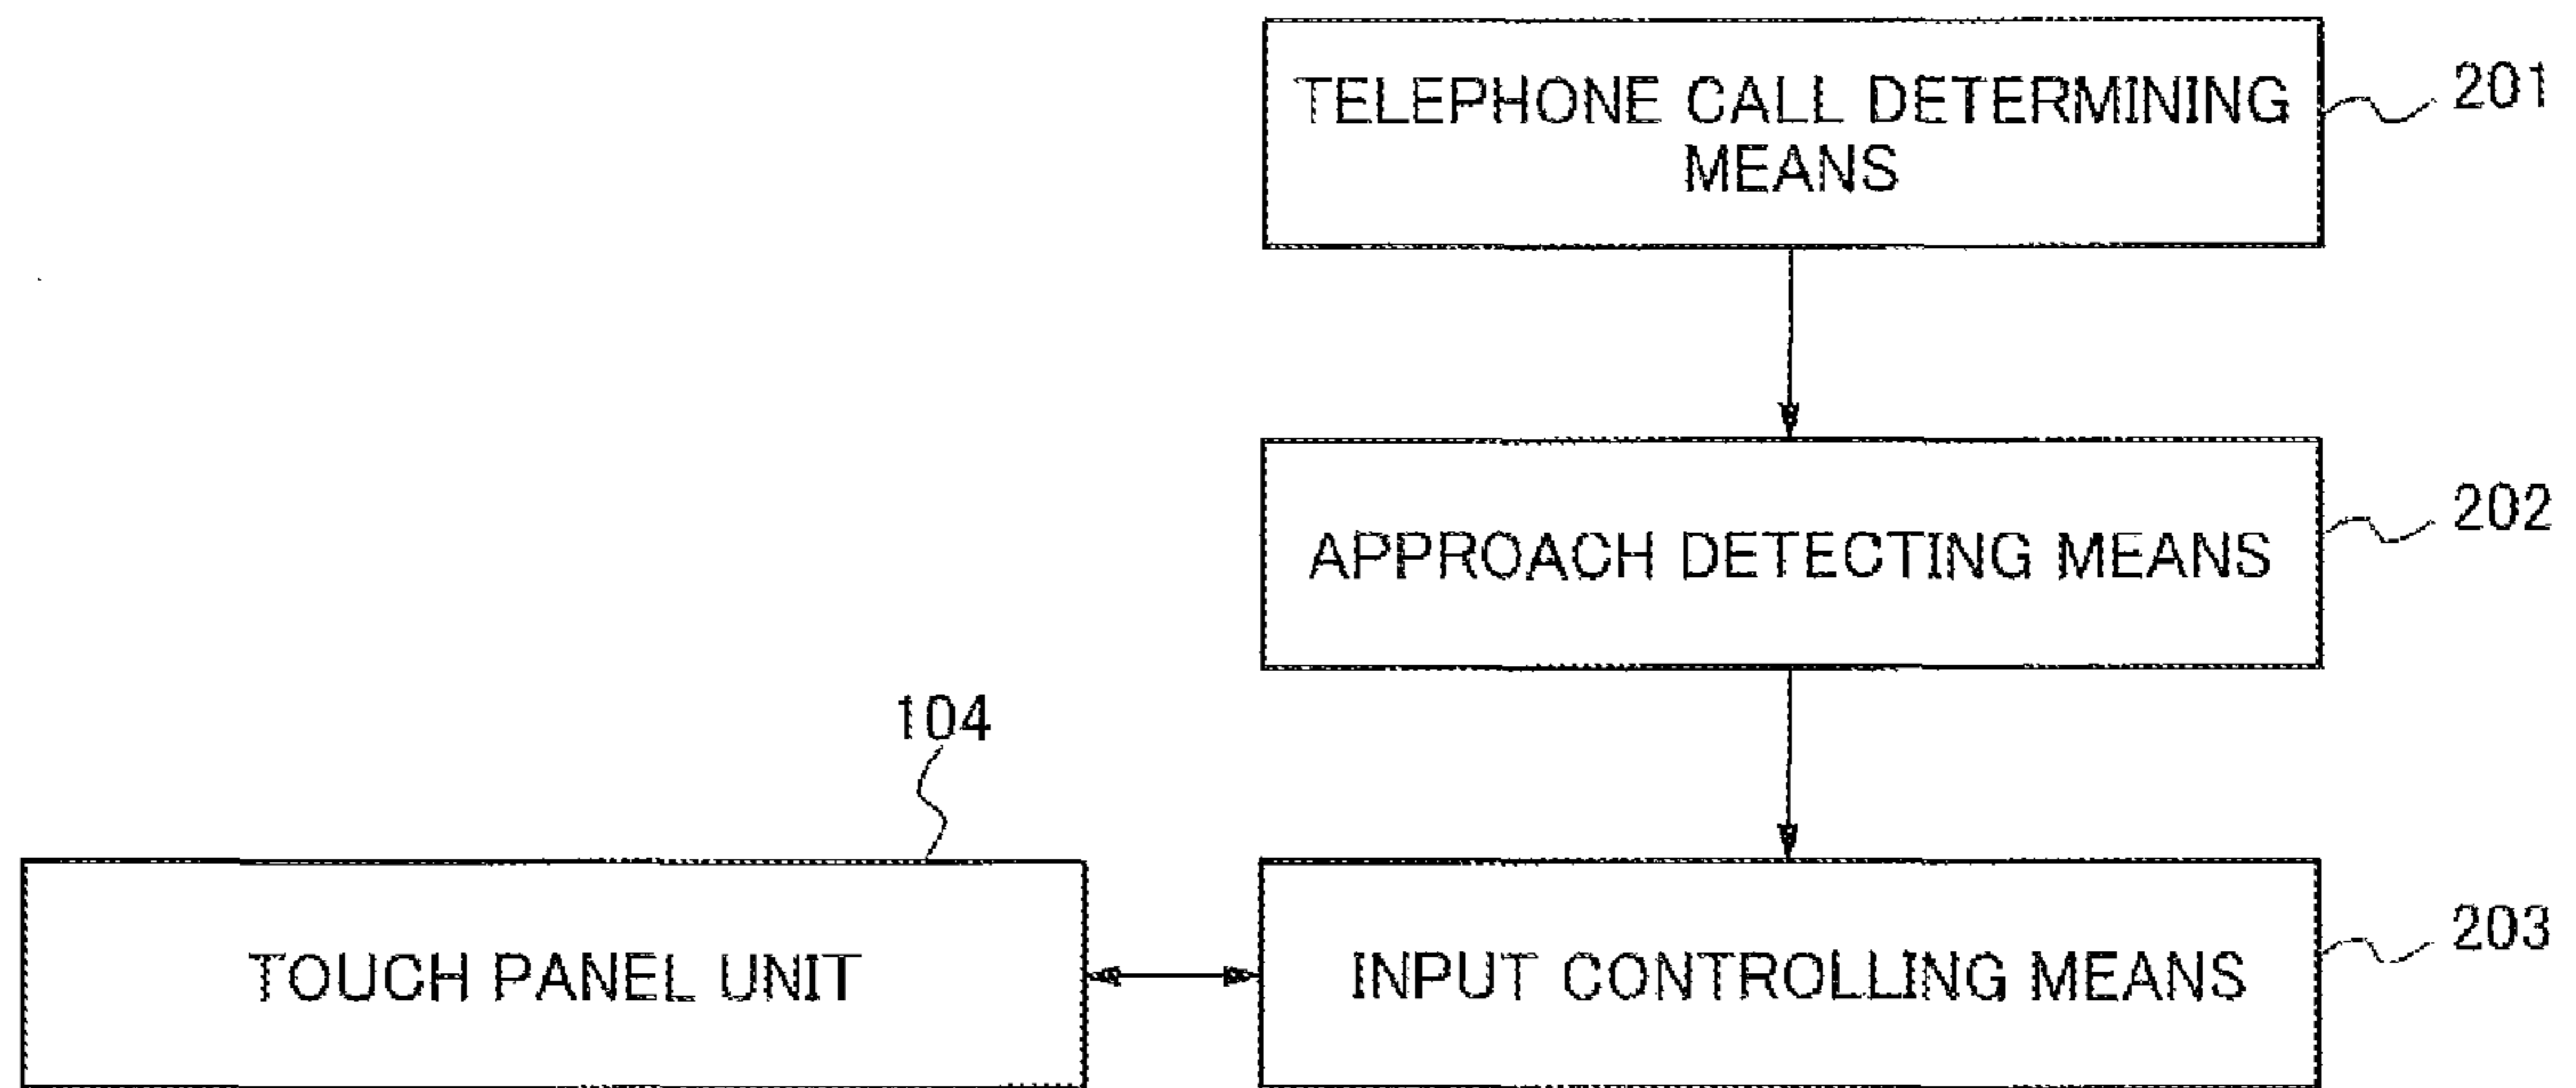 TELEPHONE CALL DETERMINING
MEANS
201
APPROACH DETECTING MEANS
202
104
TOUCH PANEL UNIT
INPUT CONTROLLING MEANS
203